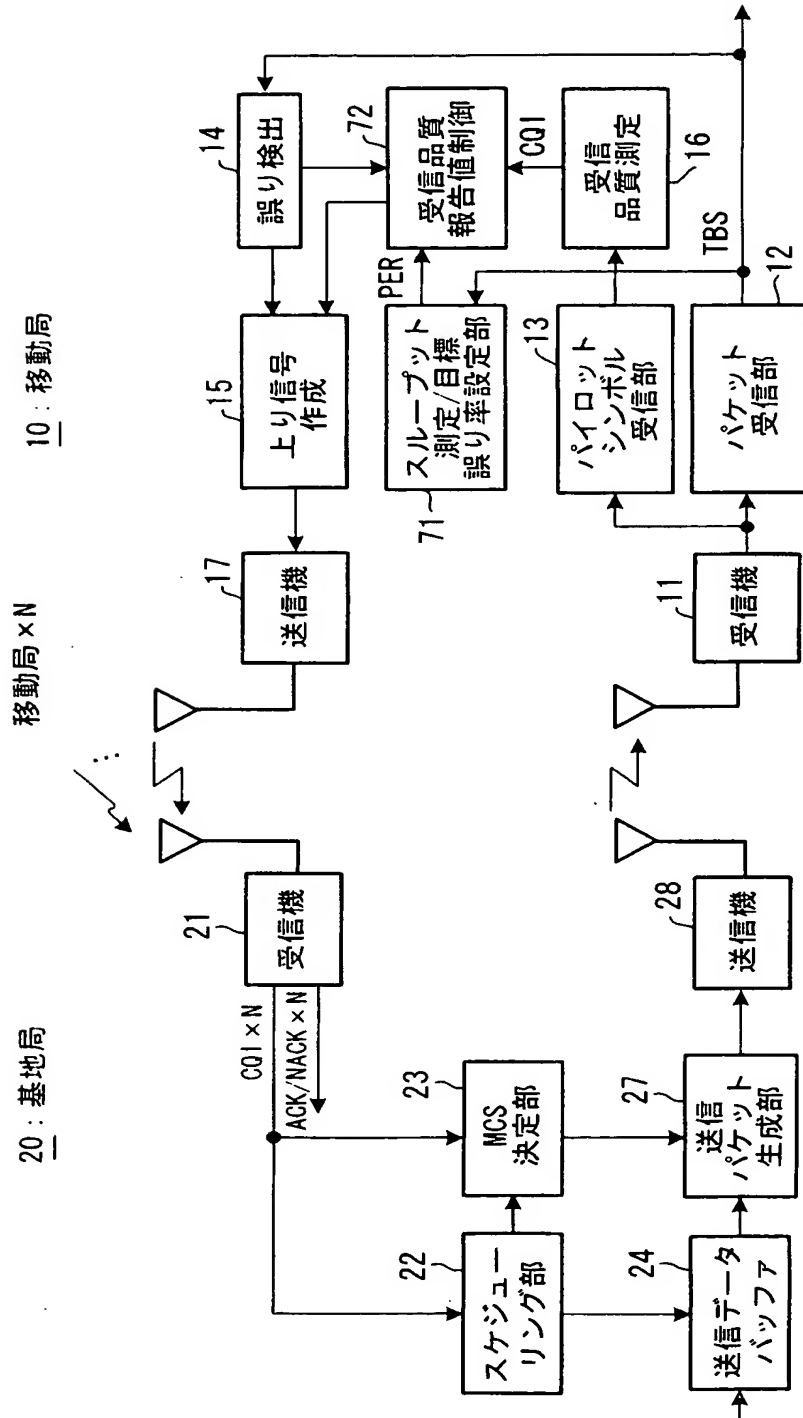 20：基地局
移動局×N
10：移動局
21
受信機
CQI×N
ACK/NACK×N
22
スケジュー
リング部
23
MCS
決定部
24
送信データ
バッファ
27
送信
パケット
生成部
28
送信機
17
送信機
15
上り信号
作成
14
誤り検出
71
スループット
測定/目標
誤り率設定部
PER
72
受信品質
報告値制御
CQI
13
パイロット
シンボル
受信部
受信
品質測定
16
11
受信機
パケット
受信部
12
TBS